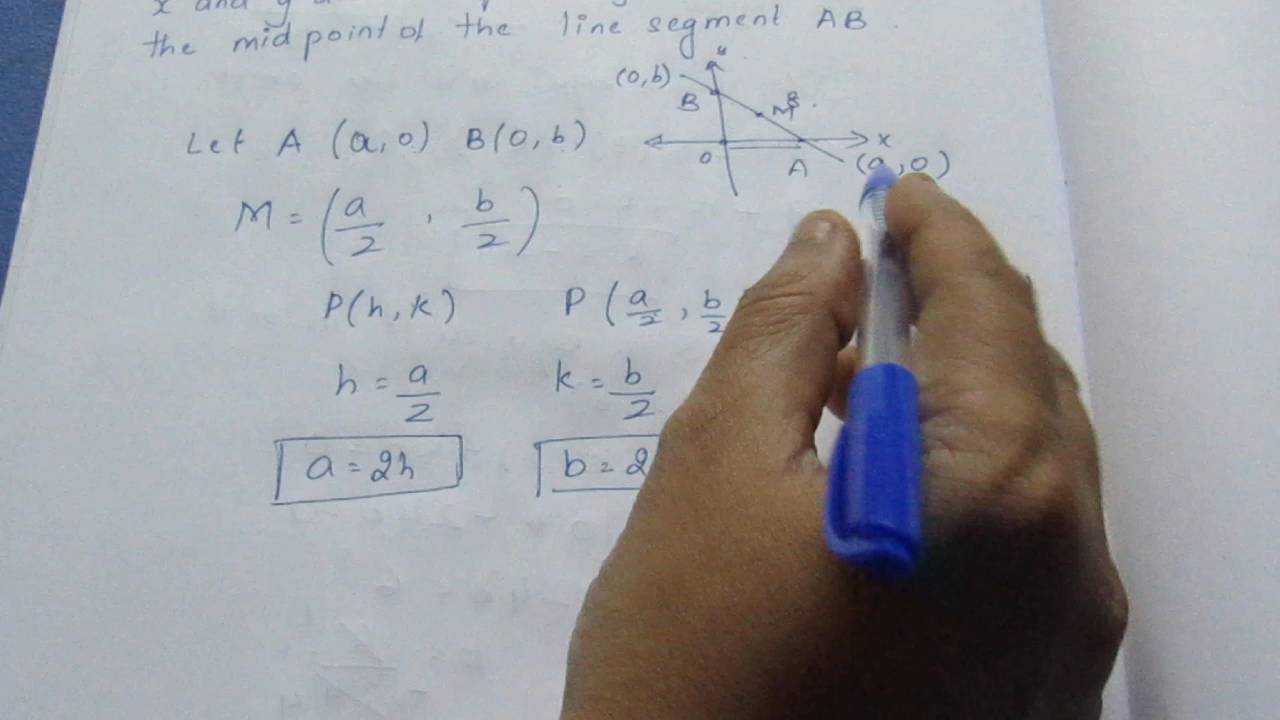 x and y
the midpoint of the line segment AB.
y
(0,b)
B
M
Let A (a,0) B(0,b)
x
O
A
(a,0)
M = (a/2, b/2)
P(h,k) P(a/2, b/2
h = a/2 k = b/2
a = 2h b = 2